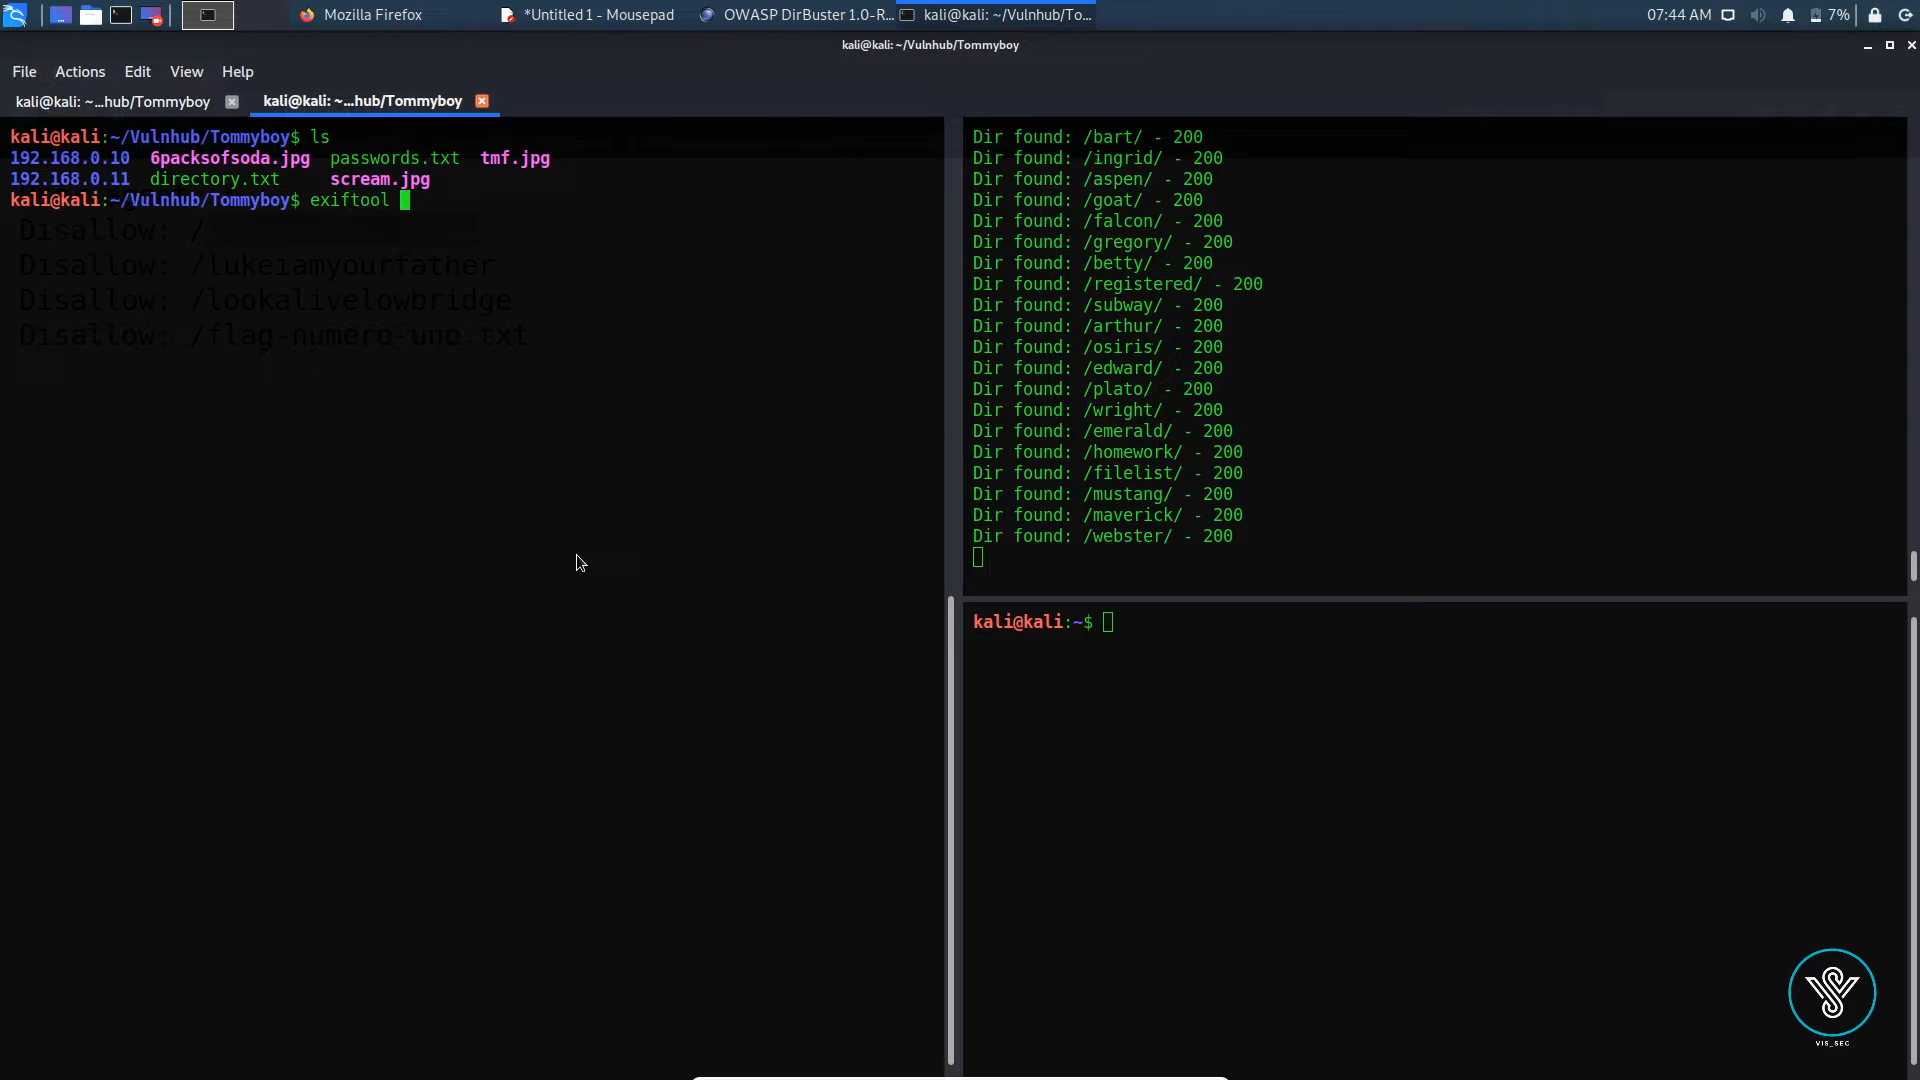 Mozilla Firefox
*Untitled 1 - Mousepad
OWASP DirBuster 1.0-R...
kali@kali: ~/Vulnhub/To...
07:44 AM
7%
kali@kali: ~/Vulnhub/Tommyboy
File Actions Edit View Help
kali@kali: ~...hub/Tommyboy
kali@kali: ~...hub/Tommyboy
kali@kali:~/Vulnhub/Tommyboy$ ls
192.168.0.10 6packsofsoda.jpg passwords.txt tmf.jpg
192.168.0.11 directory.txt scream.jpg
kali@kali:~/Vulnhub/Tommyboy$ exiftool
Disallow: /
Disallow: /lukeiamyourfather
Disallow: /lookalivelowbridge
Disallow: /flag-numero-uno.txt
Dir found: /bart/ - 200
Dir found: /ingrid/ - 200
Dir found: /aspen/ - 200
Dir found: /goat/ - 200
Dir found: /falcon/ - 200
Dir found: /gregory/ - 200
Dir found: /betty/ - 200
Dir found: /registered/ - 200
Dir found: /subway/ - 200
Dir found: /arthur/ - 200
Dir found: /osiris/ - 200
Dir found: /edward/ - 200
Dir found: /plato/ - 200
Dir found: /wright/ - 200
Dir found: /emerald/ - 200
Dir found: /homework/ - 200
Dir found: /filelist/ - 200
Dir found: /mustang/ - 200
Dir found: /maverick/ - 200
Dir found: /webster/ - 200
kali@kali:~$
VIS_SEC